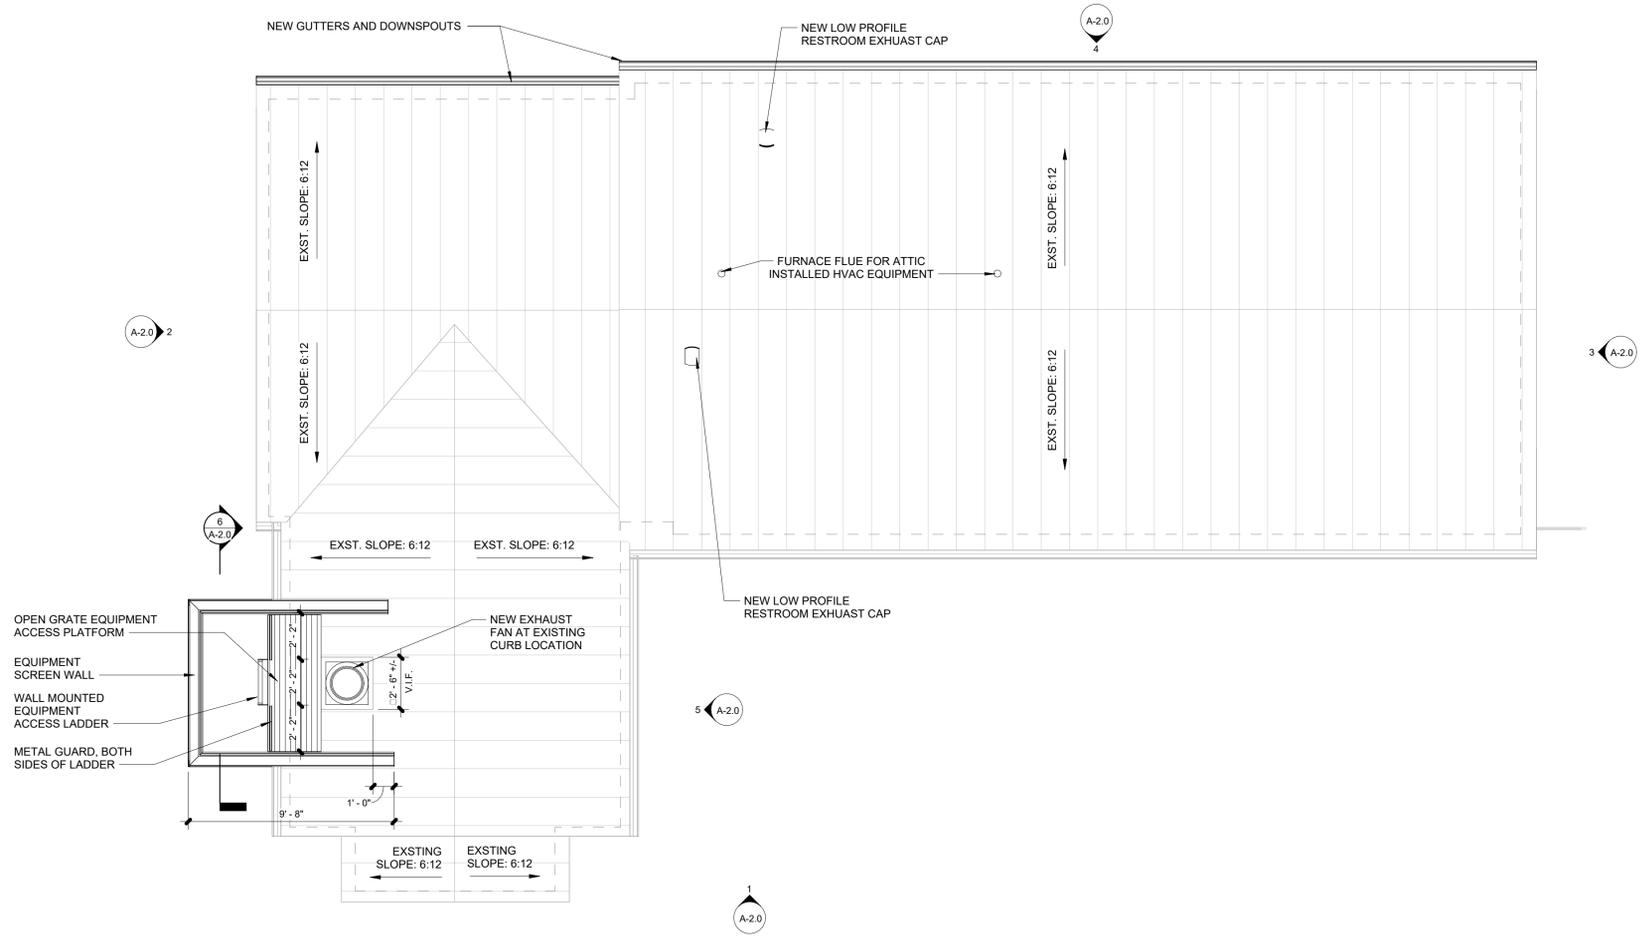 NEW GUTTERS AND DOWNSPOUTS
NEW LOW PROFILE
RESTROOM EXHUAST CAP
A-2.0
4
EXST. SLOPE: 6:12
EXST. SLOPE: 6:12
FURNACE FLUE FOR ATTIC
INSTALLED HVAC EQUIPMENT
A-2.0
2
3
A-2.0
EXST. SLOPE: 6:12
EXST. SLOPE: 6:12
6
A-2.0
EXST. SLOPE: 6:12
EXST. SLOPE: 6:12
NEW LOW PROFILE
RESTROOM EXHUAST CAP
OPEN GRATE EQUIPMENT
ACCESS PLATFORM
EQUIPMENT
SCREEN WALL
WALL MOUNTED
EQUIPMENT
ACCESS LADDER
METAL GUARD, BOTH
SIDES OF LADDER
2' - 2"
2' - 2"
2' - 2"
NEW EXHAUST
FAN AT EXISTING
CURB LOCATION
□2' - 6" +/-
V.I.F.
5
A-2.0
1' - 0"
9' - 8"
EXSTING
SLOPE: 6:12
EXSTING
SLOPE: 6:12
1
A-2.0